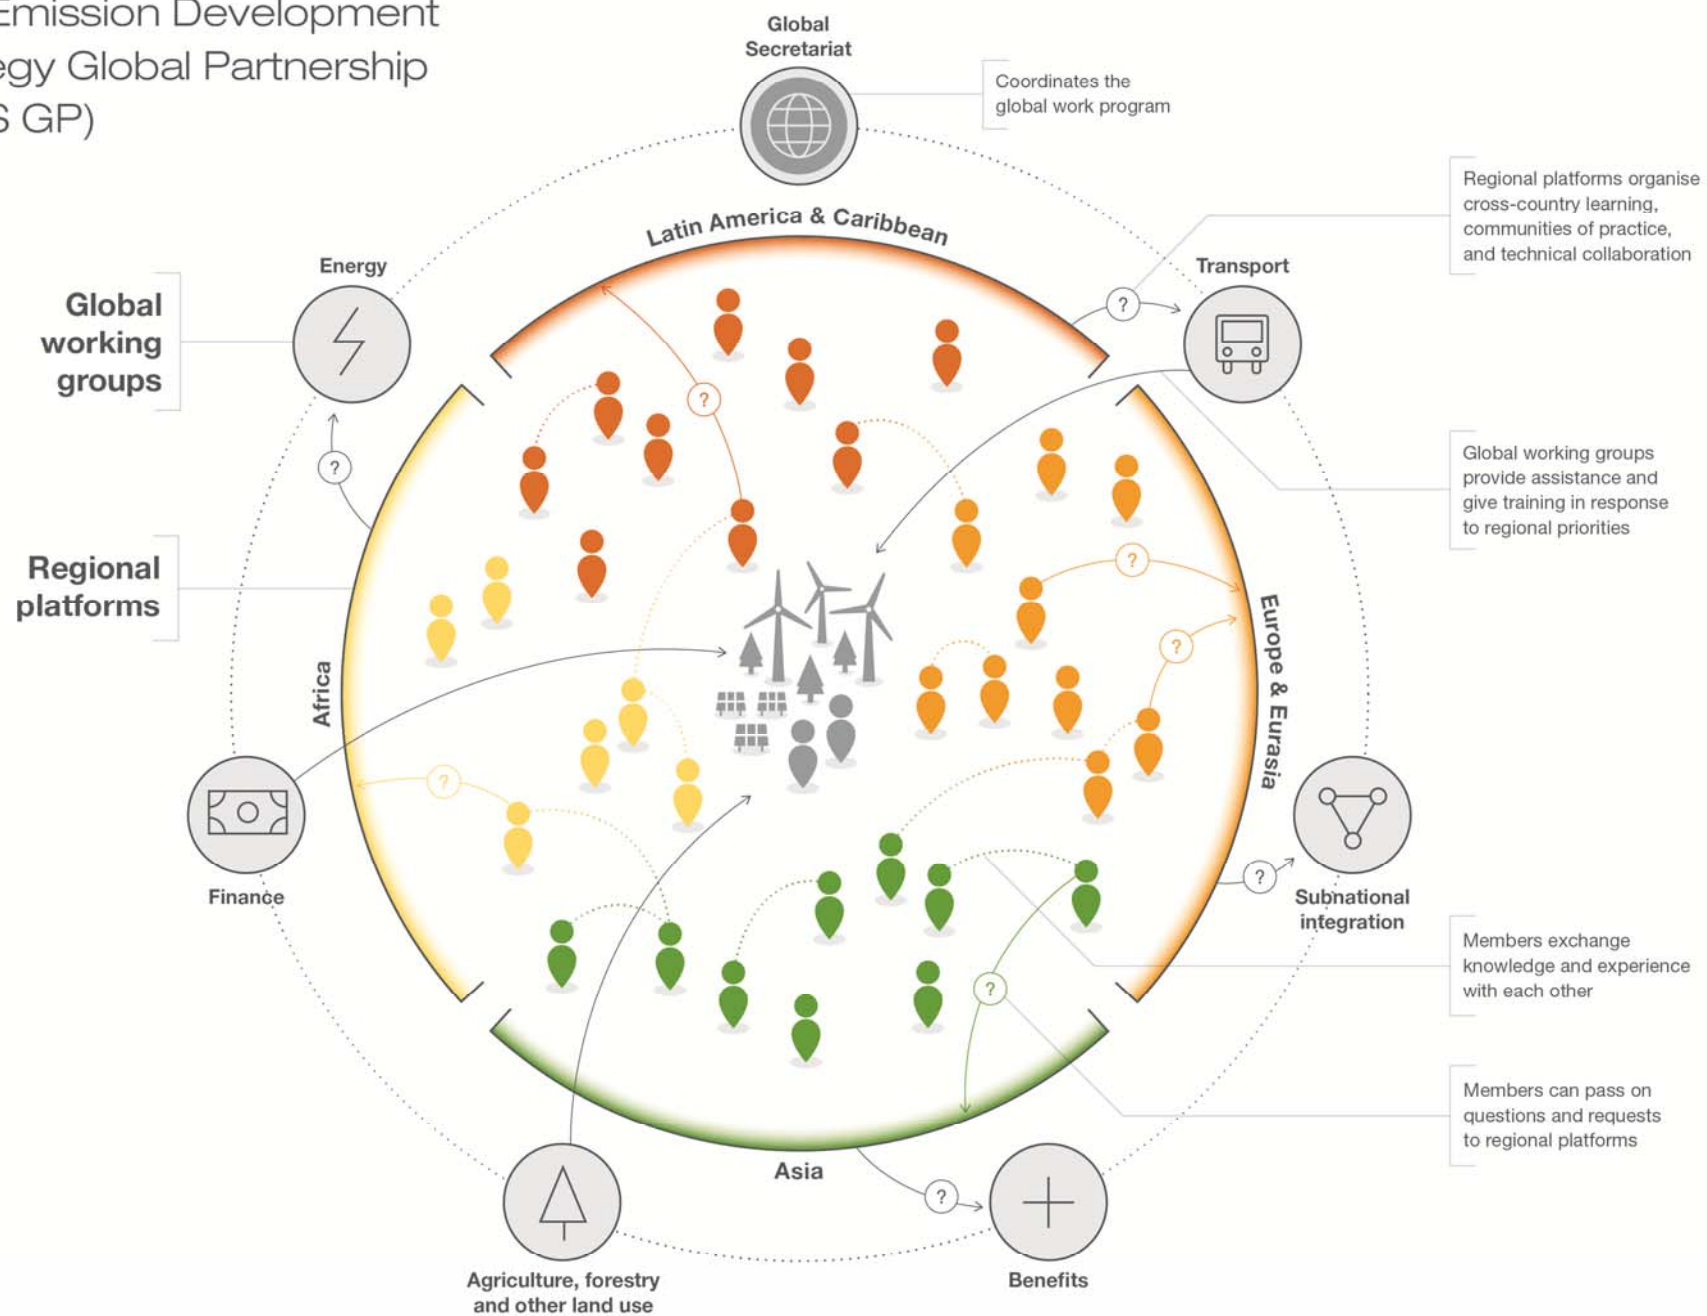 Emission Development
egy Global Partnership
S GP)
Global
Secretariat
Coordinates the
global work program
Regional platforms organise
cross-country learning,
communities of practice,
and technical collaboration
Latin America & Caribbean
Energy
Transport
Global
working
groups
?
?
?
?
Global working groups
provide assistance and
give training in response
to regional priorities
Regional
platforms
?
?
Europe & Eurasia
Africa
?
Finance
?
Subnational
integration
Members exchange
knowledge and experience
with each other
?
Members can pass on
questions and requests
to regional platforms
Asia
?
Agriculture, forestry
and other land use
Benefits